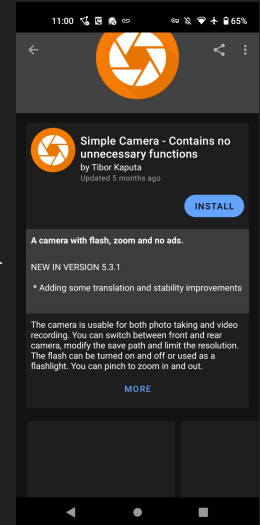 11:00 65%
Simple Camera - Contains no
unnecessary functions
by Tibor Kaputa
Updated 5 months ago
INSTALL
A camera with flash, zoom and no ads.
NEW IN VERSION 5.3.1
* Adding some translation and stability improvements
The camera is usable for both photo taking and video
recording. You can switch between front and rear
camera, modify the save path and limit the resolution.
The flash can be turned on and off or used as a
flashlight. You can pinch to zoom in and out.
MORE